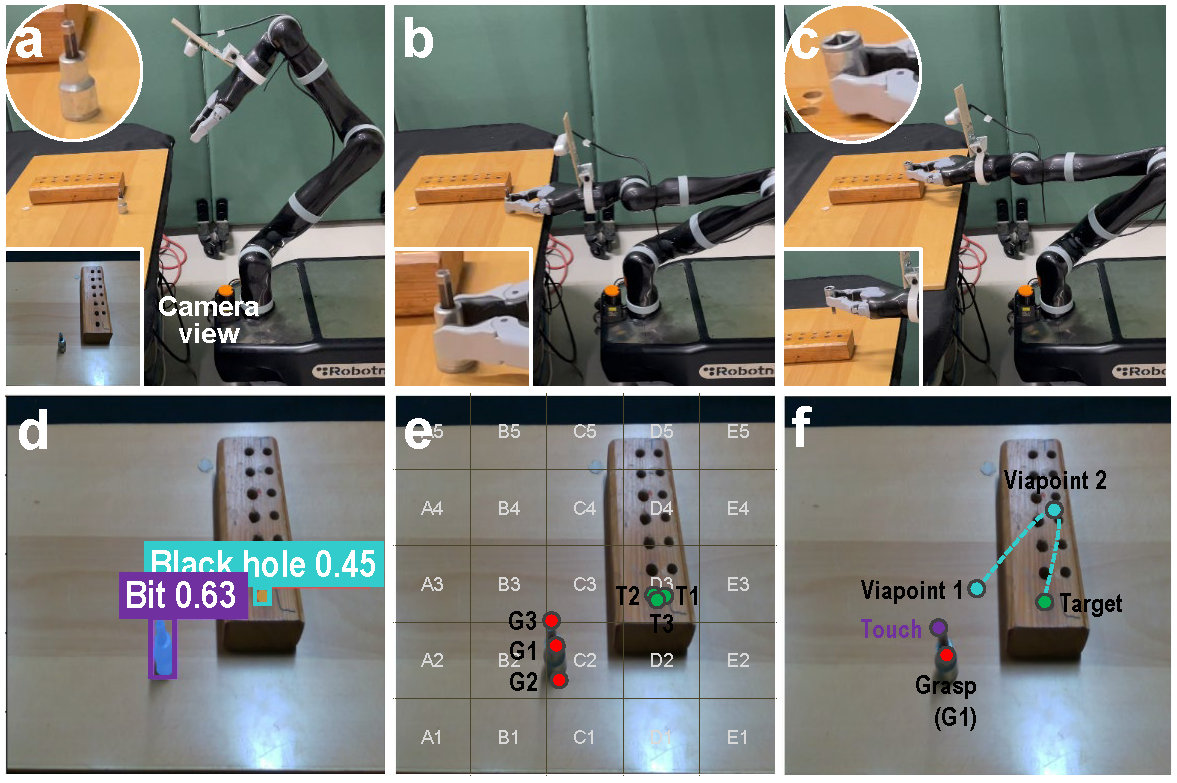 a
b
c
Camera
view
Robotn
Robotn
Robotn
d
Black hole 0.45
Bit 0.63
e
5
B5
C5
D5
E5
A4
B4
C4
D4
E4
A3
B3
C3
D3
E3
T2
T1
T3
G3
G1
G2
A2
B2
C2
D2
E2
A1
B1
C1
E1
f
Viapoint 2
Viapoint 1
Target
Touch
Grasp
(G1)